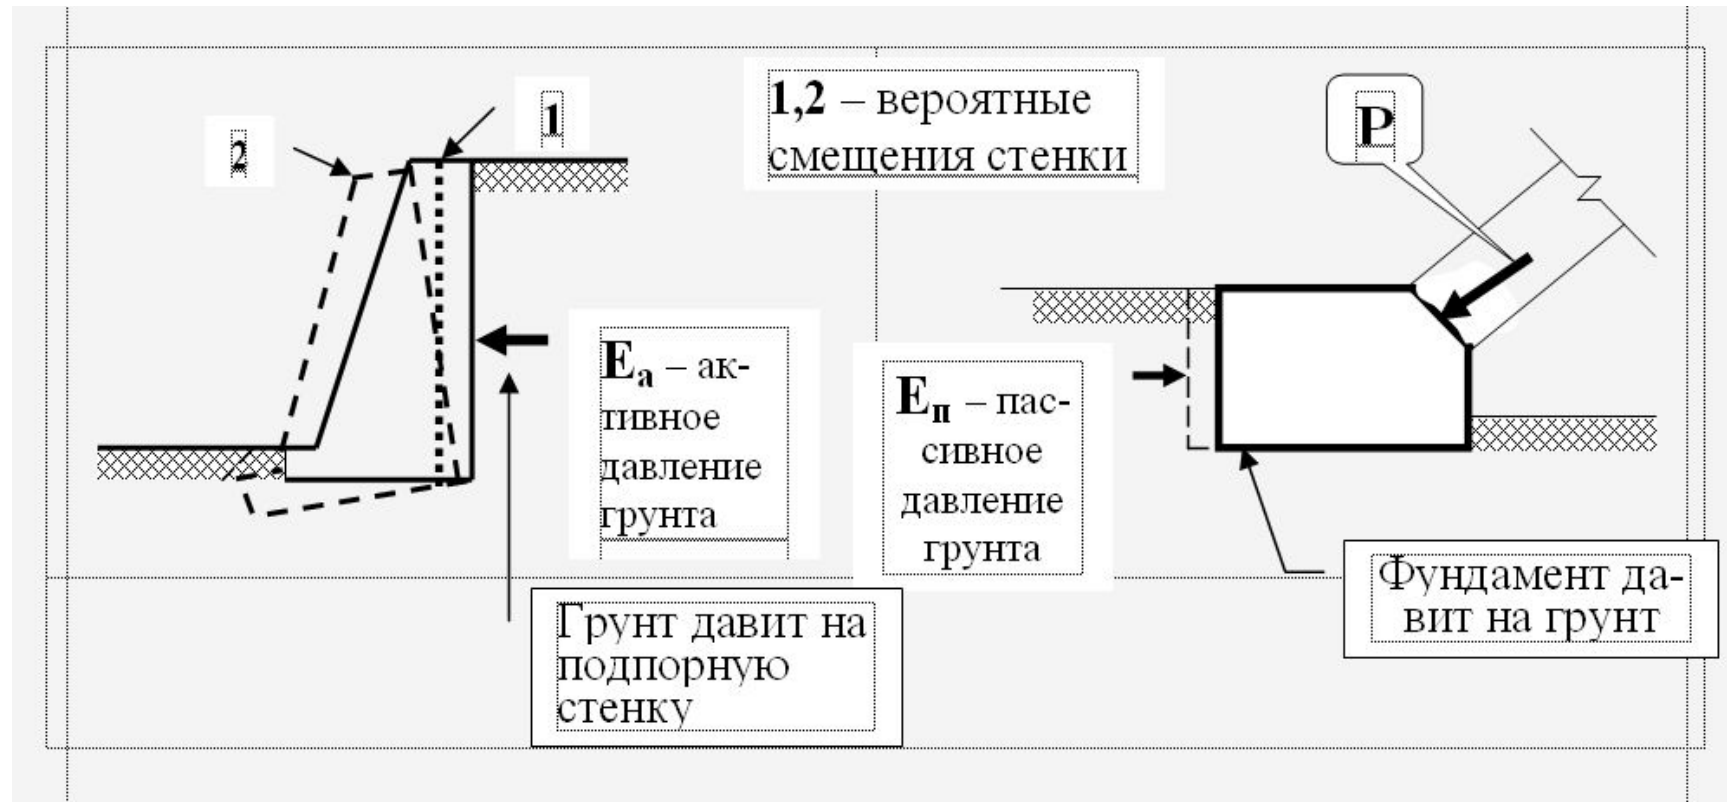 1
2
1,2 – вероятные
смещения стенки
P
Eа – ак-
тивное
давление
грунта
Eп – пас-
сивное
давление
грунта
Грунт давит на
подпорную
стенку
Фундамент да-
вит на грунт